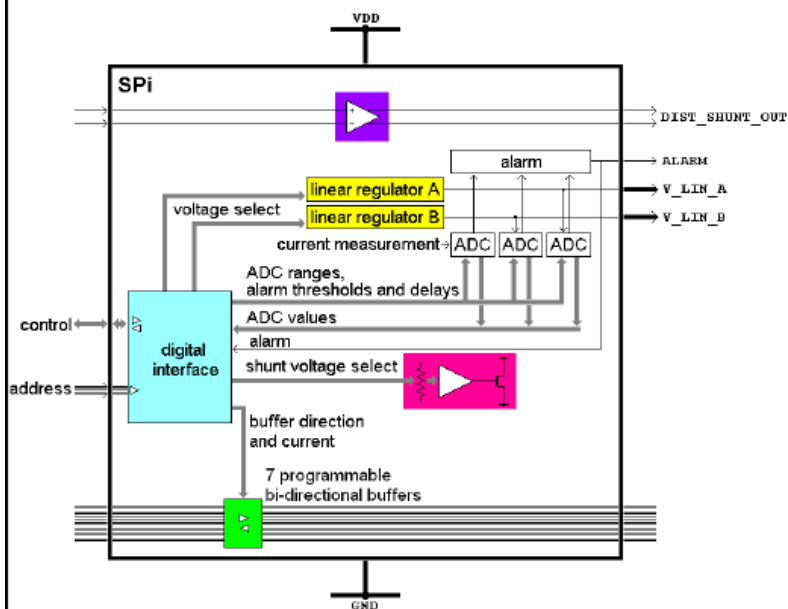 VDD
SPi
+
-
DIST_SHUNT_OUT
alarm
ALARM
linear regulator A
V_LIN_A
voltage select
linear regulator B
V_LIN_B
current measurement
ADC
ADC
ADC
ADC ranges,
alarm thresholds and delays
control
ADC values
alarm
digital
interface
shunt voltage select
address
buffer direction
and current
7 programmable
bi-directional buffers
GND